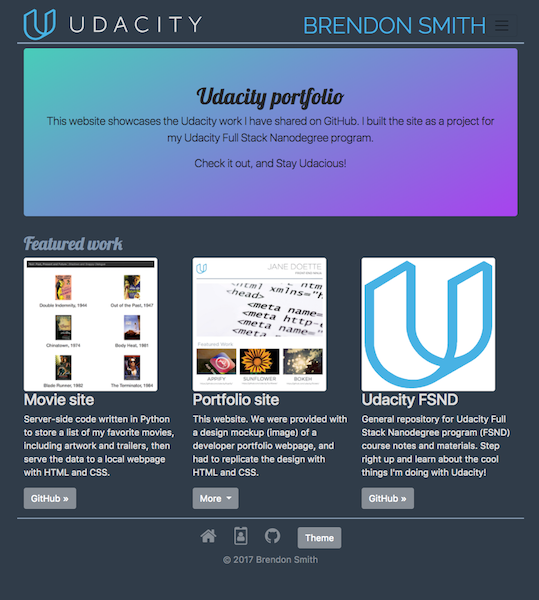 UDACITY BRENDON SMITH
Udacity portfolio
This website showcases the Udacity work I have shared on GitHub. I built the site as a project for
my Udacity Full Stack Nanodegree program.
Check it out, and Stay Udacious!
Featured work
Double Indemnity, 1944
Out of the Past, 1947
Chinatown, 1974
Body Heat, 1981
Blade Runner, 1982
The Terminator, 1984
JANE DOETTE
<head>
xmlns="h
<meta name=
<meta http-e
<meta name=
<meta
Featured Work
APPIFY
SUNFLOWER
BOKEH
Movie site
Server-side code written in Python
to store a list of my favorite movies,
including artwork and trailers, then
serve the data to a local webpage
with HTML and CSS.
GitHub »
Portfolio site
This website. We were provided with
a design mockup (image) of a
developer portfolio webpage, and
had to replicate the design with
HTML and CSS.
More
Udacity FSND
General repository for Udacity Full
Stack Nanodegree program (FSND)
course notes and materials. Step
right up and learn about the cool
things I'm doing with Udacity!
GitHub »
Theme
© 2017 Brendon Smith